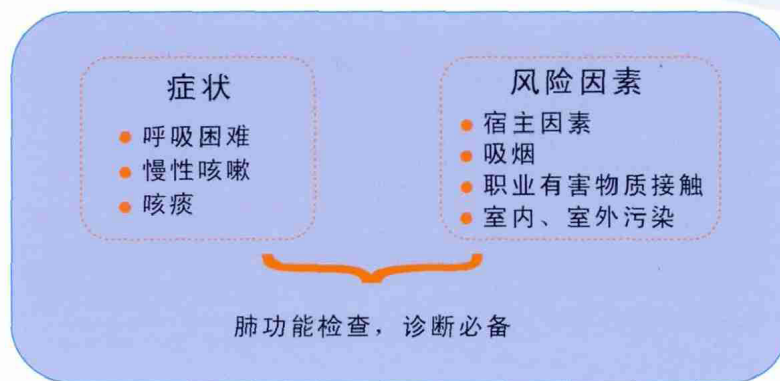 症状
呼吸困难
慢性咳嗽
咳痰
风险因素
宿主因素
吸烟
职业有害物质接触
室内、室外污染
肺功能检查，诊断必备